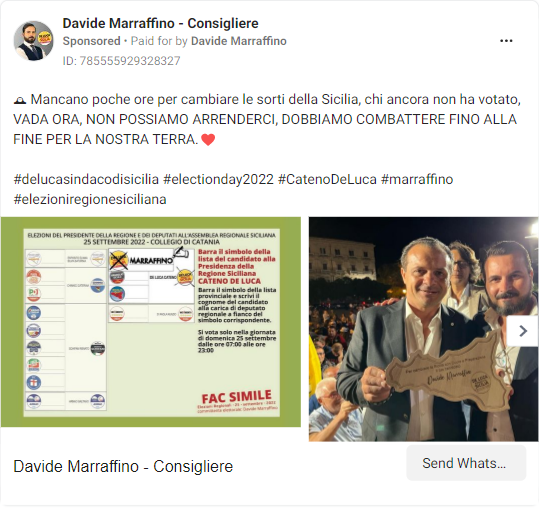 Davide Marraffino - Consigliere
Sponsored • Paid for by Davide Marraffino
ID: 785555929328327
Mancano poche ore per cambiare le sorti della Sicilia, chi ancora non ha votato,
VADA ORA, NON POSSIAMO ARRENDERCI, DOBBIAMO COMBATTERE FINO ALLA
FINE PER LA NOSTRA TERRA. ❤️
#delucasindacodisicilia #electionday2022 #CatenoDeLuca #marraffino
#elezioniregionesiciliana
ELEZIONI DEL PRESIDENTE DELLA REGIONE E DEI DEPUTATI ALL'ASSEMBLEA REGIONALE SICILIANA
25 SETTEMBRE 2022 - COLLEGIO DI CATANIA
MARRAFFINO
DE LUCA CATENO
Barra il simbolo della
lista del candidato alla
Presidenza della
Regione Siciliana
CATENO DE LUCA
Barra il simbolo della
lista provinciale e scrivi il
cognome del candidato
alla carica di deputato
regionale a fianco del
simbolo corrispondente.
Si vota solo nella giornata
di domenica 25 settembre
dalle ore 07:00 alle ore
23:00
FAC SIMILE
Davide Marraffino
Davide Marraffino - Consigliere
Send Whats...